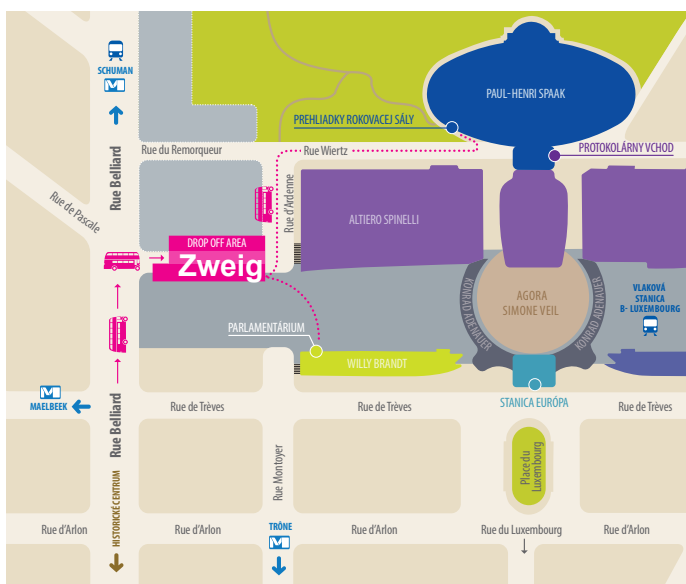 SCHUMAN
M
PAUL-HENRI SPAAK
PREHLIADKY ROKOVACEJ SÁLY
Rue du Remorqueur
Rue Wiertz
PROTOKOLÁRNY VCHOD
Rue Belliard
Rue de Pascale
Rue d'Ardenne
ALTIERO SPINELLI
DROP OFF AREA
Zweig
KONRAD ADENAUER
AGORA
SIMONE VEIL
KONRAD ADENAUER
VLAKOVÁ
STANICA
B- LUXEMBOURG
PARLAMENTÁRIUM
WILLY BRANDT
M
MAELBEEK
Rue Belliard
Rue de Trèves
Rue de Trèves
STANICA EURÓPA
Rue de Trèves
Rue Montoyer
Place du
Luxembourg
HISTORICKÉ CENTRUM
Rue d'Arlon
Rue d'Arlon
TRÔNE
M
Rue d'Arlon
Rue du Luxembourg
Rue d'Arlon